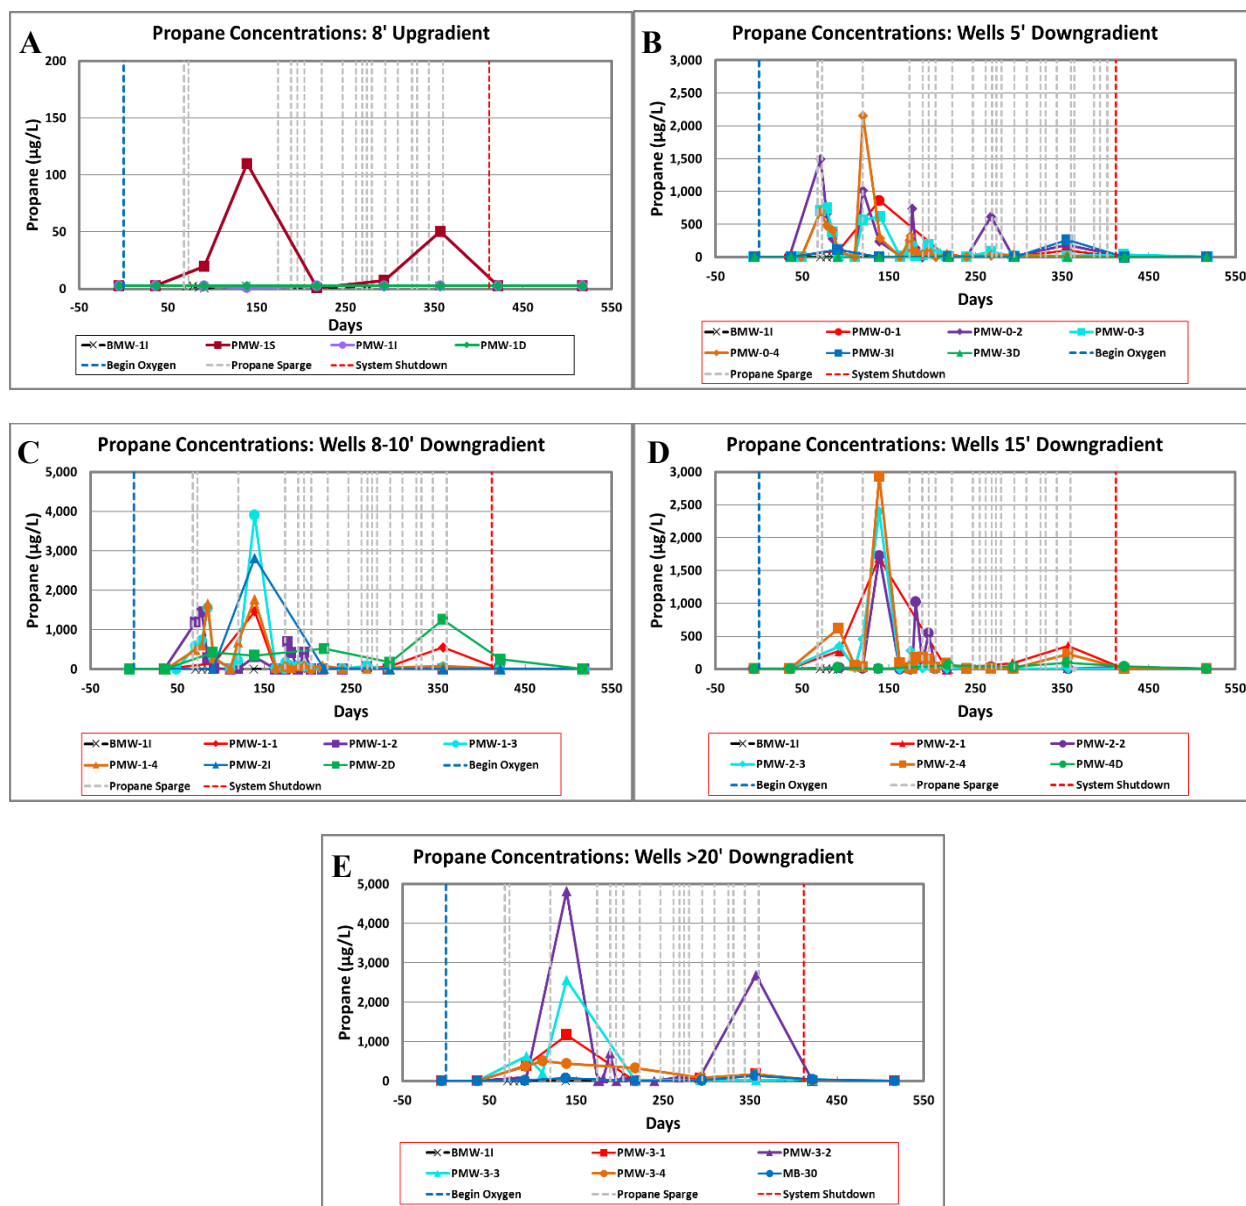 A
Propane Concentrations: 8' Upgradient
Propane (µg/L)
200
150
100
50
0
-50 50 150 250 350 450 550
Days
BMW-1I PMW-1S PMW-1I PMW-1D
Begin Oxygen Propane Sparge System Shutdown
B
Propane Concentrations: Wells 5' Downgradient
Propane (µg/L)
3,000
2,500
2,000
1,500
1,000
500
0
-50 50 150 250 350 450 550
Days
BMW-1I PMW-0-1 PMW-0-2 PMW-0-3
PMW-0-4 PMW-3I PMW-3D Begin Oxygen
Propane Sparge System Shutdown
C
Propane Concentrations: Wells 8-10' Downgradient
Propane (µg/L)
5,000
4,000
3,000
2,000
1,000
0
-50 50 150 250 350 450 550
Days
BMW-1I PMW-1-1 PMW-1-2 PMW-1-3
PMW-1-4 PMW-2I PMW-2D Begin Oxygen
Propane Sparge System Shutdown
D
Propane Concentrations: Wells 15' Downgradient
Propane (µg/L)
3,000
2,500
2,000
1,500
1,000
500
0
-50 50 150 250 350 450 550
Days
BMW-1I PMW-2-1 PMW-2-2
PMW-2-3 PMW-2-4 PMW-4D
Begin Oxygen Propane Sparge System Shutdown
E
Propane Concentrations: Wells >20' Downgradient
Propane (µg/L)
5,000
4,000
3,000
2,000
1,000
0
-50 50 150 250 350 450 550
Days
BMW-1I PMW-3-1 PMW-3-2
PMW-3-3 PMW-3-4 MB-30
Begin Oxygen Propane Sparge System Shutdown